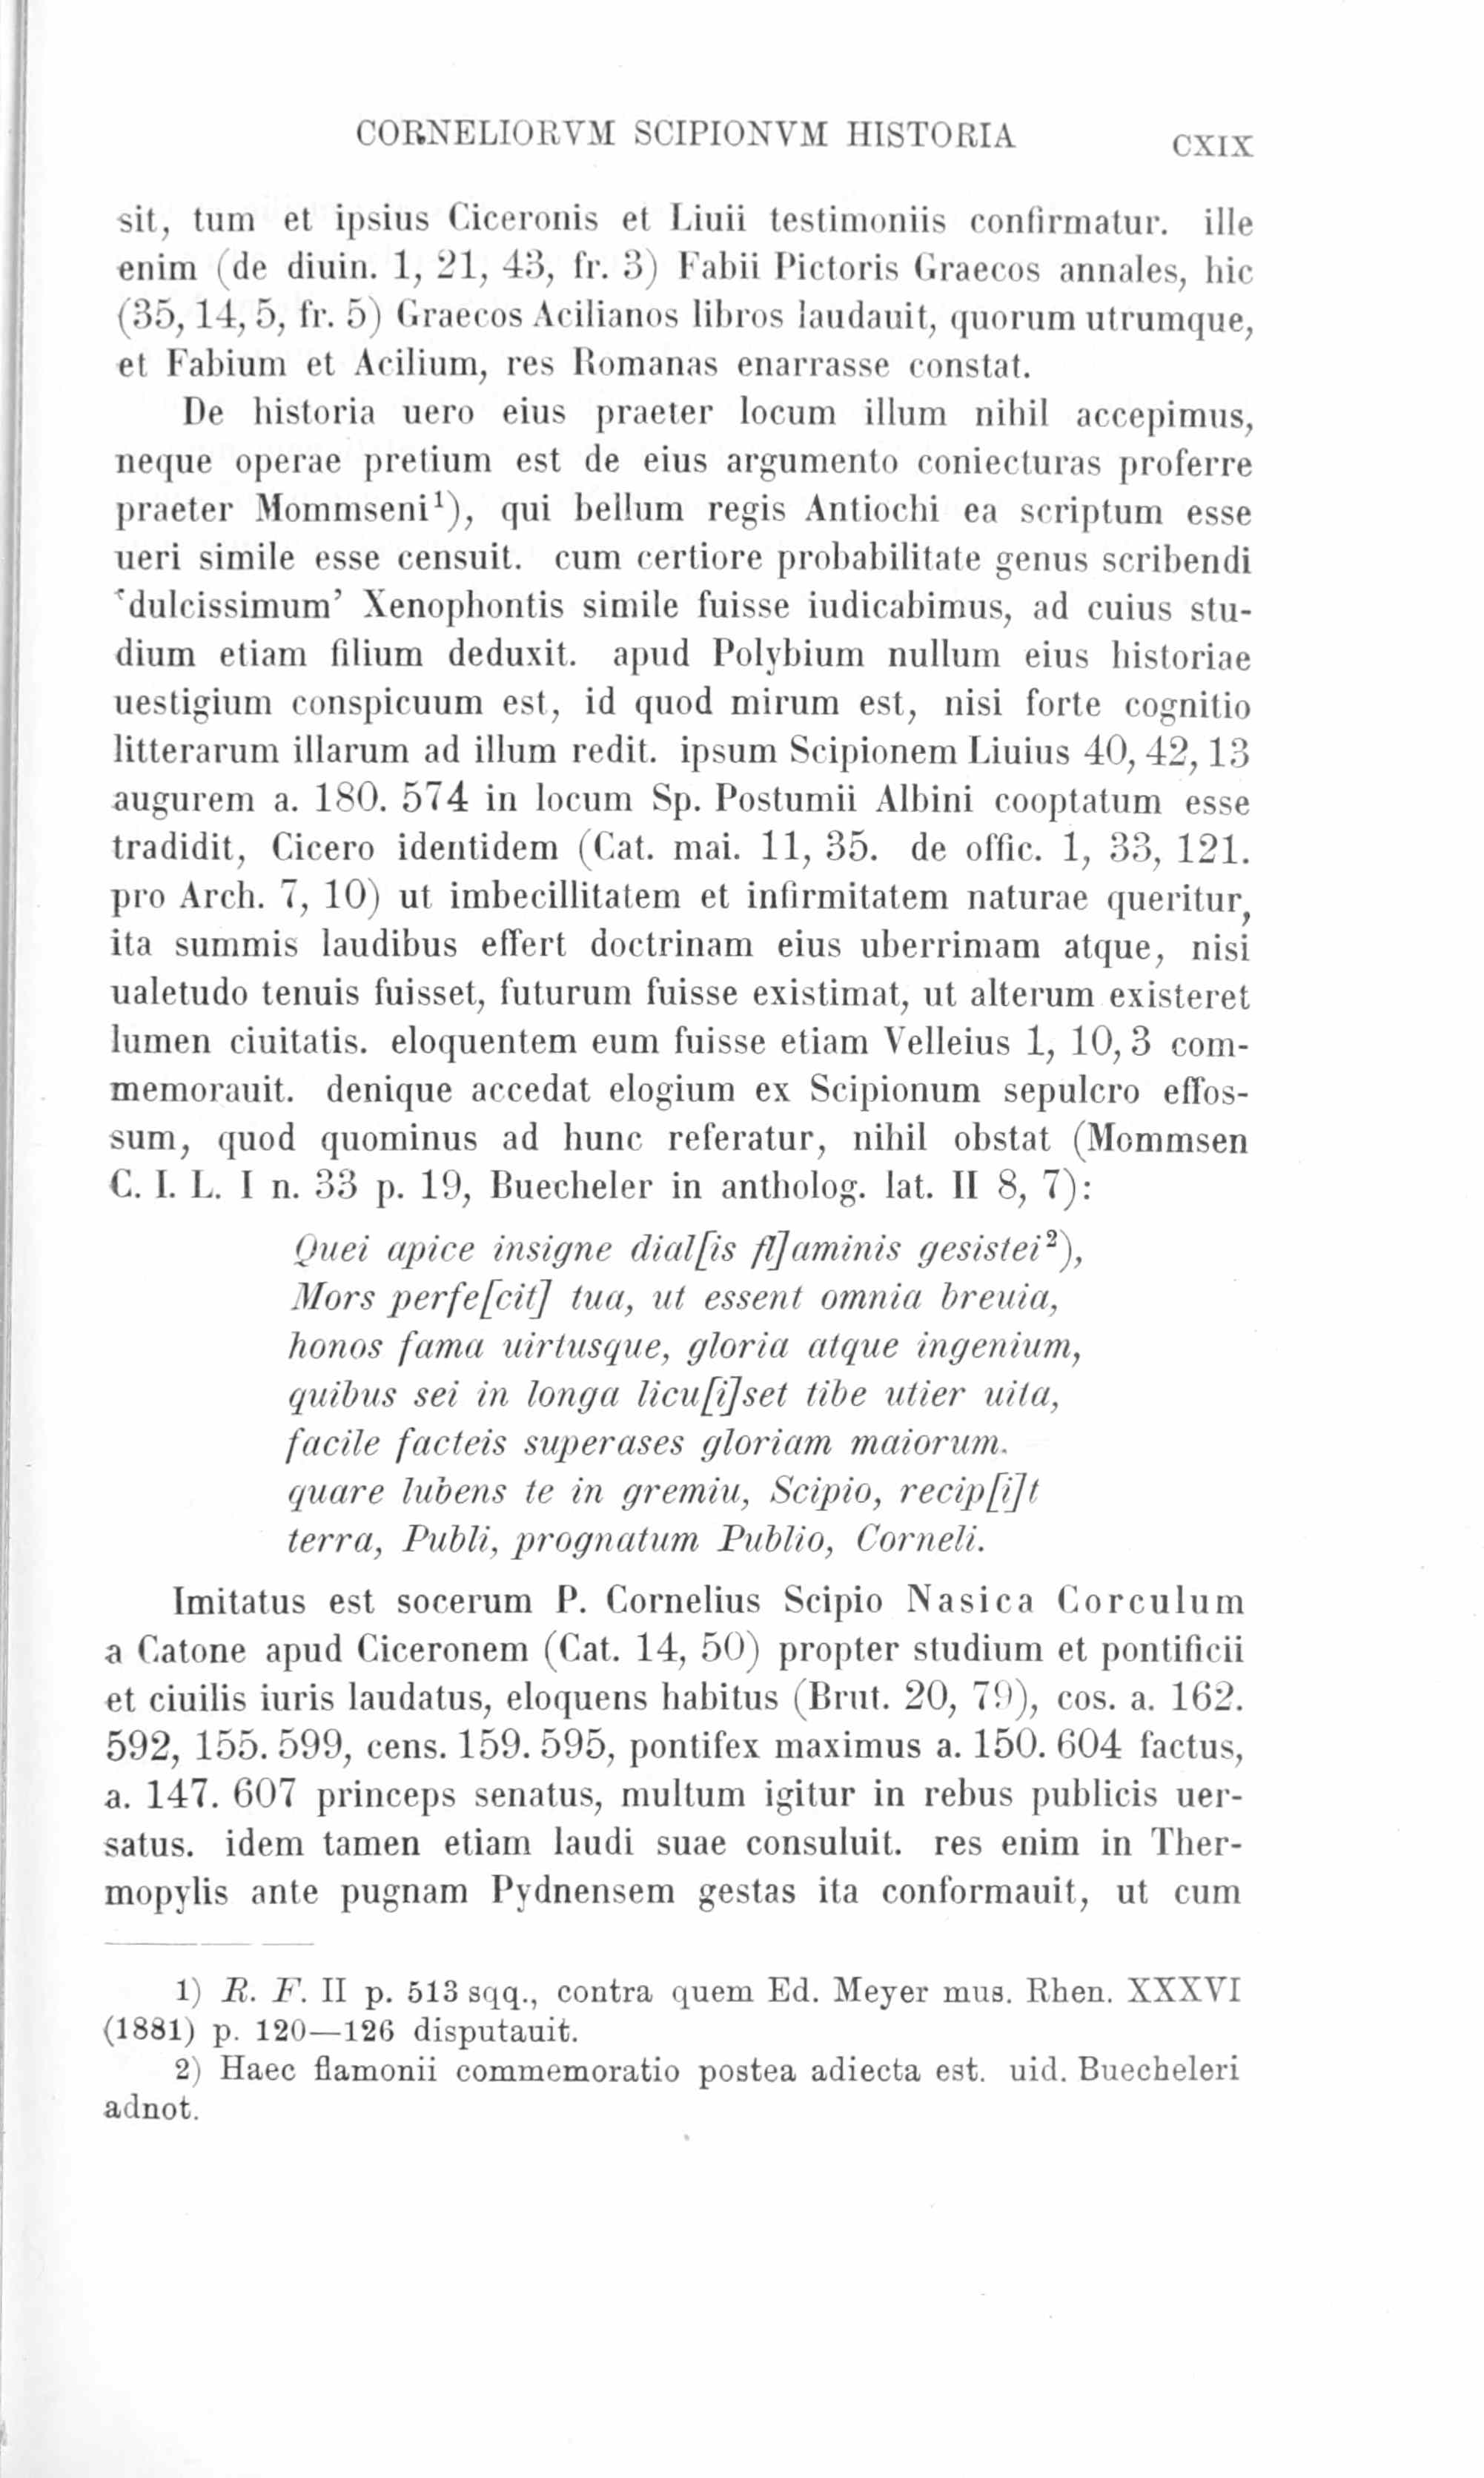 CORNELIORVM SCIPIONVM HISTORIA CXIX
sit, tum et ipsius Ciceronis et Liuii testimoniis confirmatur. ille
enim (de diuin. 1, 21, 43, fr. 3) Fabii Pictoris Graecos annales, hic
(35, 14, 5, fr. 5) Graecos Acilianos libros laudauit, quorum utrumque,
et Fabium et Acilium, res Romanas enarrasse constat.
De historia uero eius praeter locum illum nihil accepimus,
neque operae pretium est de eius argumento coniecturas proferre
praeter Mommseni¹), qui bellum regis Antiochi ea scriptum esse
ueri simile esse censuit. cum certiore probabilitate genus scribendi
‘dulcissimum’ Xenophontis simile fuisse iudicabimus, ad cuius stu-
dium etiam filium deduxit. apud Polybium nullum eius historiae
uestigium conspicuum est, id quod mirum est, nisi forte cognitio
litterarum illarum ad illum redit. ipsum Scipionem Liuius 40, 42, 13
augurem a. 180. 574 in locum Sp. Postumii Albini cooptatum esse
tradidit, Cicero identidem (Cat. mai. 11, 35. de offic. 1, 33, 121.
pro Arch. 7, 10) ut imbecillitatem et infirmitatem naturae queritur,
ita summis laudibus effert doctrinam eius uberrimam atque, nisi
ualetudo tenuis fuisset, futurum fuisse existimat, ut alterum existeret
lumen ciuitatis. eloquentem eum fuisse etiam Velleius 1, 10, 3 com-
memorauit. denique accedat elogium ex Scipionum sepulcro effos-
sum, quod quominus ad hunc referatur, nihil obstat (Mommsen
C. I. L. I n. 33 p. 19, Buecheler in antholog. lat. II 8, 7):
Quei apice insigne dial[is fl]aminis gesistei²),
Mors perfe[cit] tua, ut essent omnia breuia,
honos fama uirtusque, gloria atque ingenium,
quibus sei in longa licu[i]set tibe utier uita,
facile facteis superases gloriam maiorum.
quare lubens te in gremiu, Scipio, recip[i]t
terra, Publi, prognatum Publio, Corneli.
Imitatus est socerum P. Cornelius Scipio Nasica Corculum
a Catone apud Ciceronem (Cat. 14, 50) propter studium et pontificii
et ciuilis iuris laudatus, eloquens habitus (Brut. 20, 79), cos. a. 162.
592, 155. 599, cens. 159. 595, pontifex maximus a. 150. 604 factus,
a. 147. 607 princeps senatus, multum igitur in rebus publicis uer-
satus. idem tamen etiam laudi suae consuluit. res enim in Ther-
mopylis ante pugnam Pydnensem gestas ita conformauit, ut cum
1) R. F. II p. 513 sqq., contra quem Ed. Meyer mus. Rhen. XXXVI
(1881) p. 120—126 disputauit.
2) Haec flamonii commemoratio postea adiecta est. uid. Buecheleri
adnot.